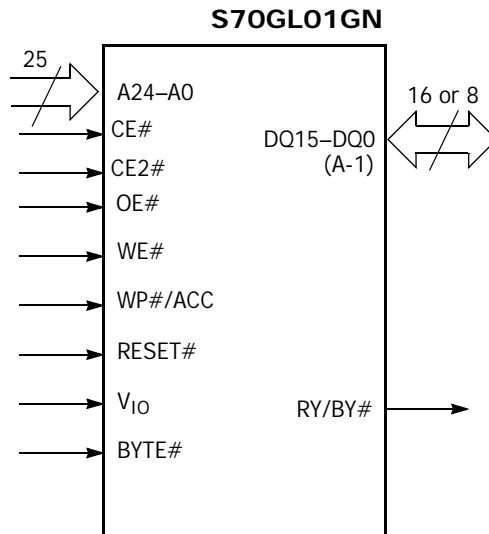 S70GL01GN
25
A24–A0
CE#
CE2#
OE#
WE#
WP#/ACC
RESET#
VIO
BYTE#
16 or 8
DQ15–DQ0
(A-1)
RY/BY#